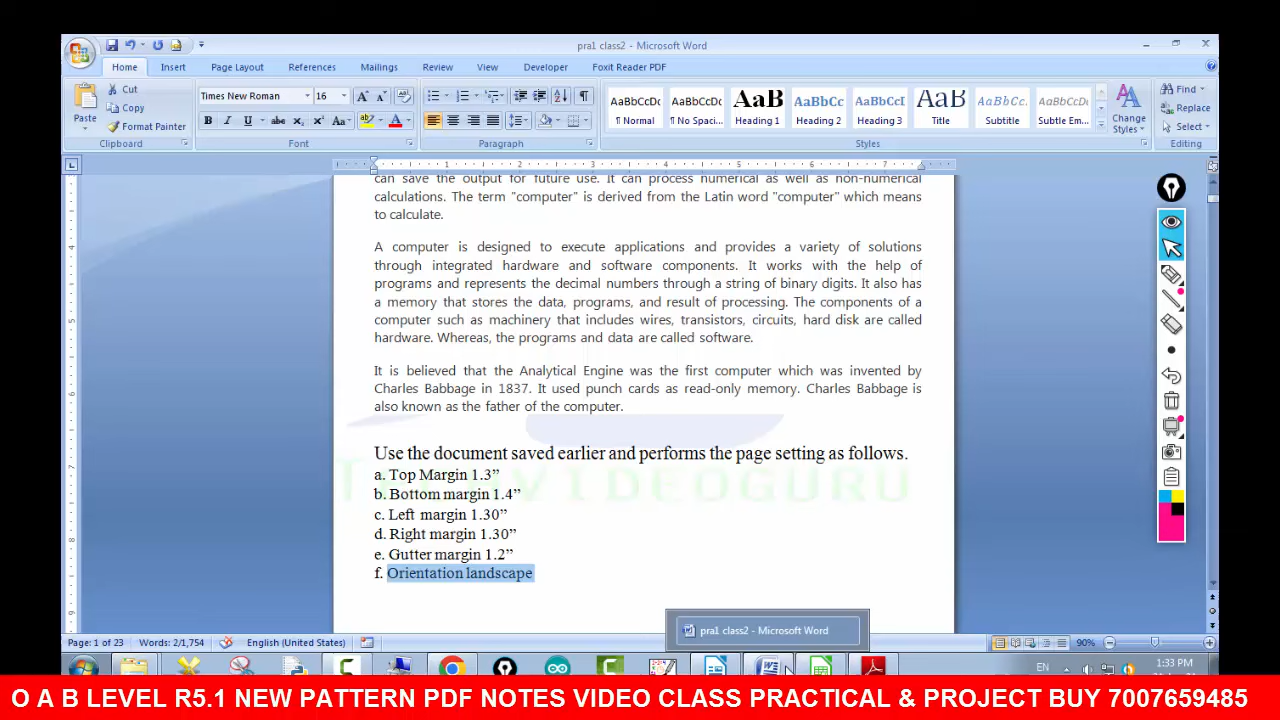 pra1 class2 - Microsoft Word
Home Insert Page Layout References Mailings Review View Developer Foxit Reader PDF
Cut
Copy
Format Painter
Paste
Clipboard
Times New Roman 16
Font
Paragraph
AaBbCcDc AaBbCcDc AaB AaBbCc AaBbCcI AaB AaBbCc. AaBbCcDc
¶ Normal ¶ No Spaci... Heading 1 Heading 2 Heading 3 Title Subtitle Subtle Em...
Styles
Change Styles
Find
Replace
Select
Editing
can save the output for future use. It can process numerical as well as non-numerical
calculations. The term "computer" is derived from the Latin word "computer" which means
to calculate.
A computer is designed to execute applications and provides a variety of solutions
through integrated hardware and software components. It works with the help of
programs and represents the decimal numbers through a string of binary digits. It also has
a memory that stores the data, programs, and result of processing. The components of a
computer such as machinery that includes wires, transistors, circuits, hard disk are called
hardware. Whereas, the programs and data are called software.
It is believed that the Analytical Engine was the first computer which was invented by
Charles Babbage in 1837. It used punch cards as read-only memory. Charles Babbage is
also known as the father of the computer.
Use the document saved earlier and performs the page setting as follows.
a. Top Margin 1.3”
b. Bottom margin 1.4”
c. Left margin 1.30”
d. Right margin 1.30”
e. Gutter margin 1.2”
f. Orientation landscape
pra1 class2 - Microsoft Word
Page: 1 of 23 Words: 2/1,754 English (United States) 90%
EN 1:33 PM
O A B LEVEL R5.1 NEW PATTERN PDF NOTES VIDEO CLASS PRACTICAL & PROJECT BUY 7007659485